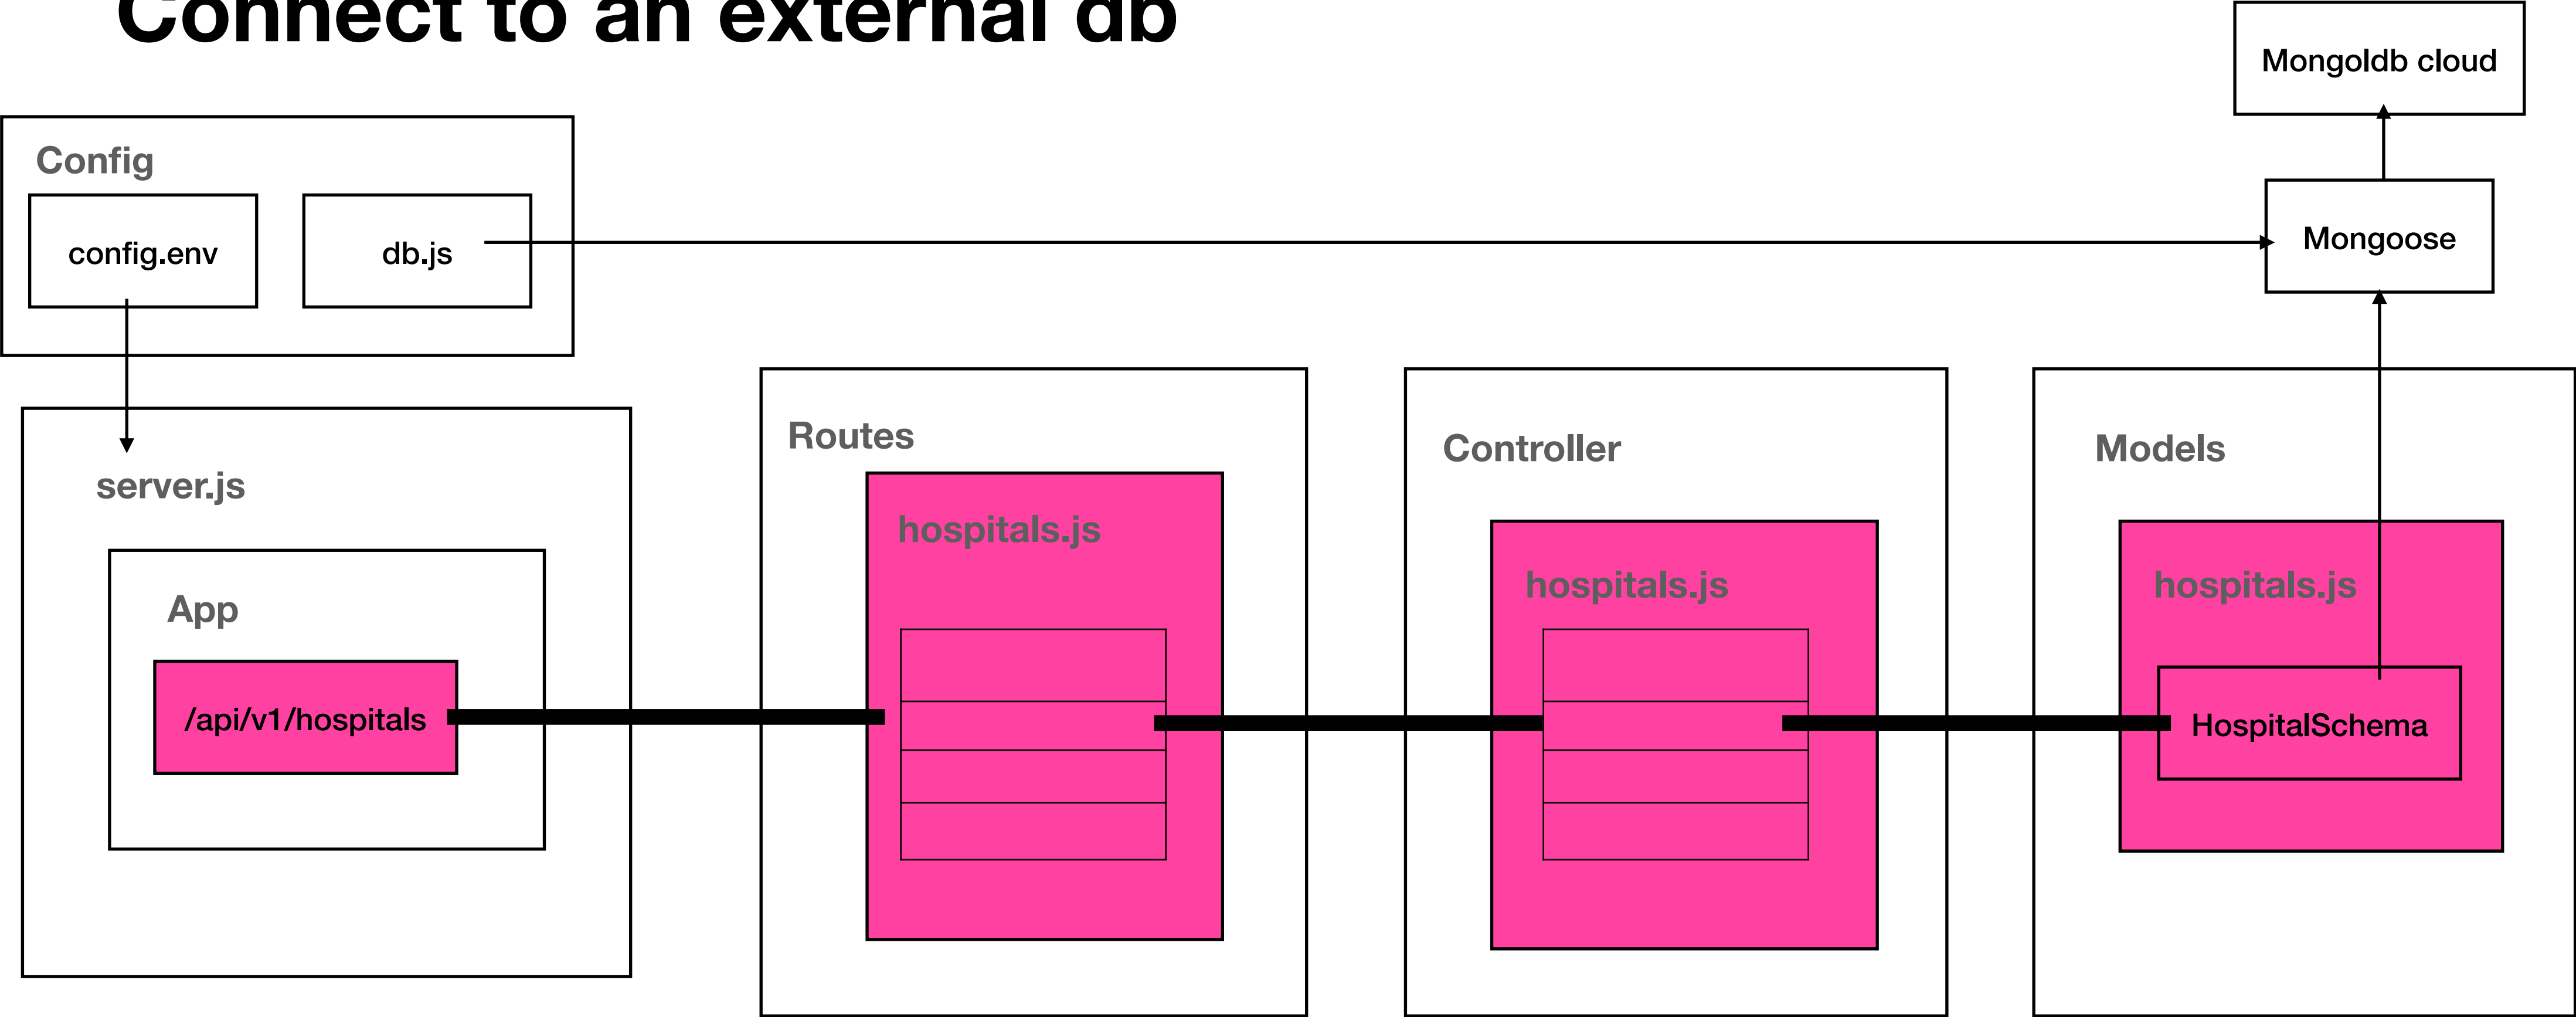 Connect to an external db
Mongoldb cloud
Config
config.env
db.js
Mongoose
Routes
Controller
Models
server.js
hospitals.js
hospitals.js
hospitals.js
App
/api/v1/hospitals
HospitalSchema